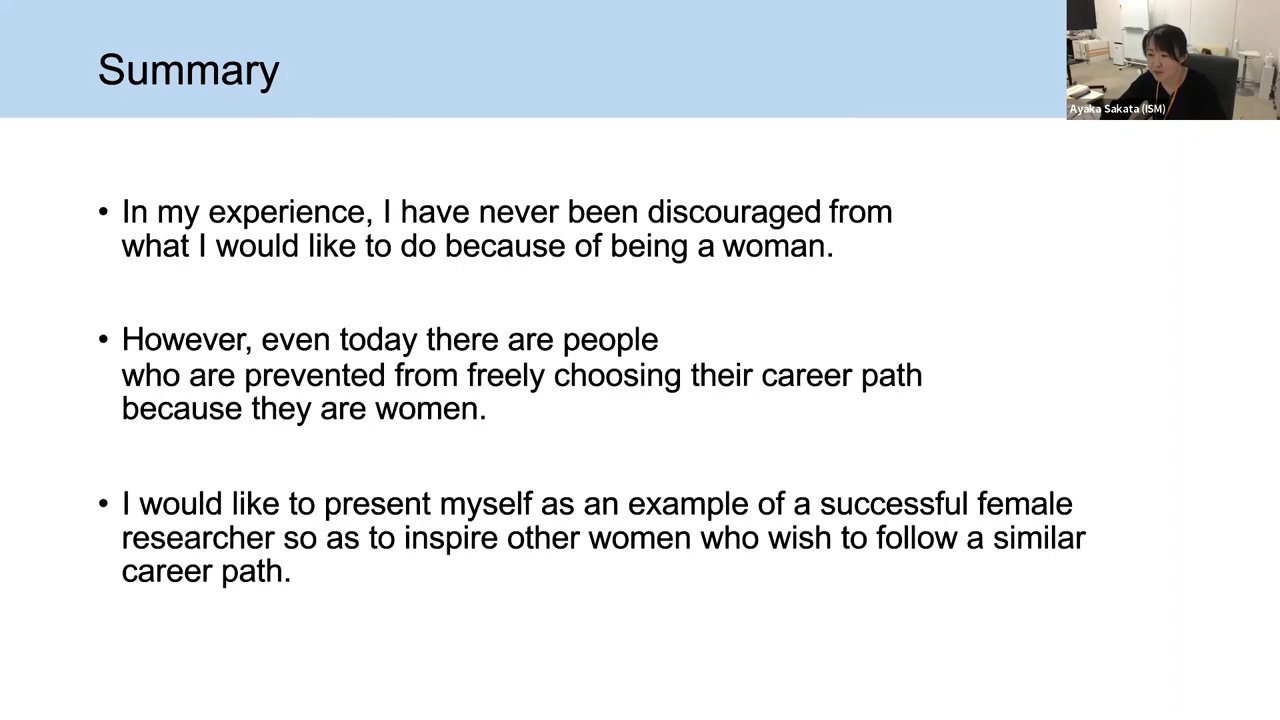 Summary
Ayaka Sakata (ISM)
• In my experience, I have never been discouraged from
what I would like to do because of being a woman.
• However, even today there are people
who are prevented from freely choosing their career path
because they are women.
• I would like to present myself as an example of a successful female
researcher so as to inspire other women who wish to follow a similar
career path.